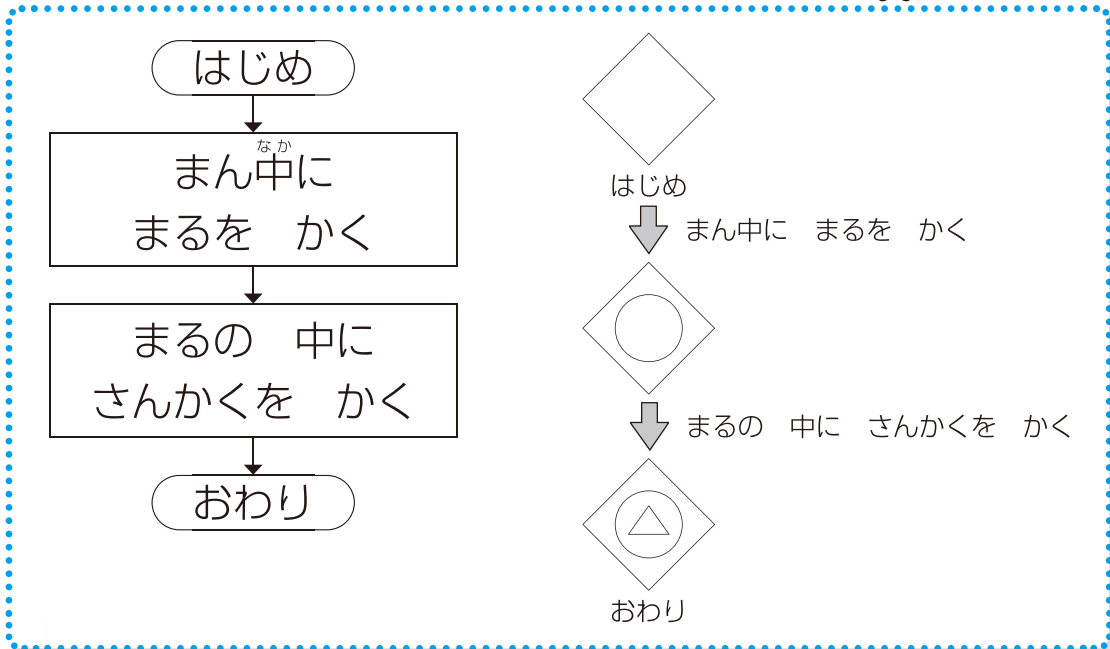 はじめ
なか
まん中に
まるを　かく
まるの　中に
さんかくを　かく
おわり
はじめ
まん中に　まるを　かく
まるの　中に　さんかくを　かく
おわり